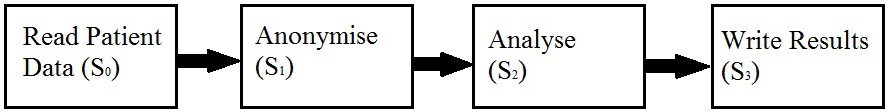 Read Patient
Data (S₀)
Anonymise
(S₁)
Analyse
(S₂)
Write Results
(S₃)